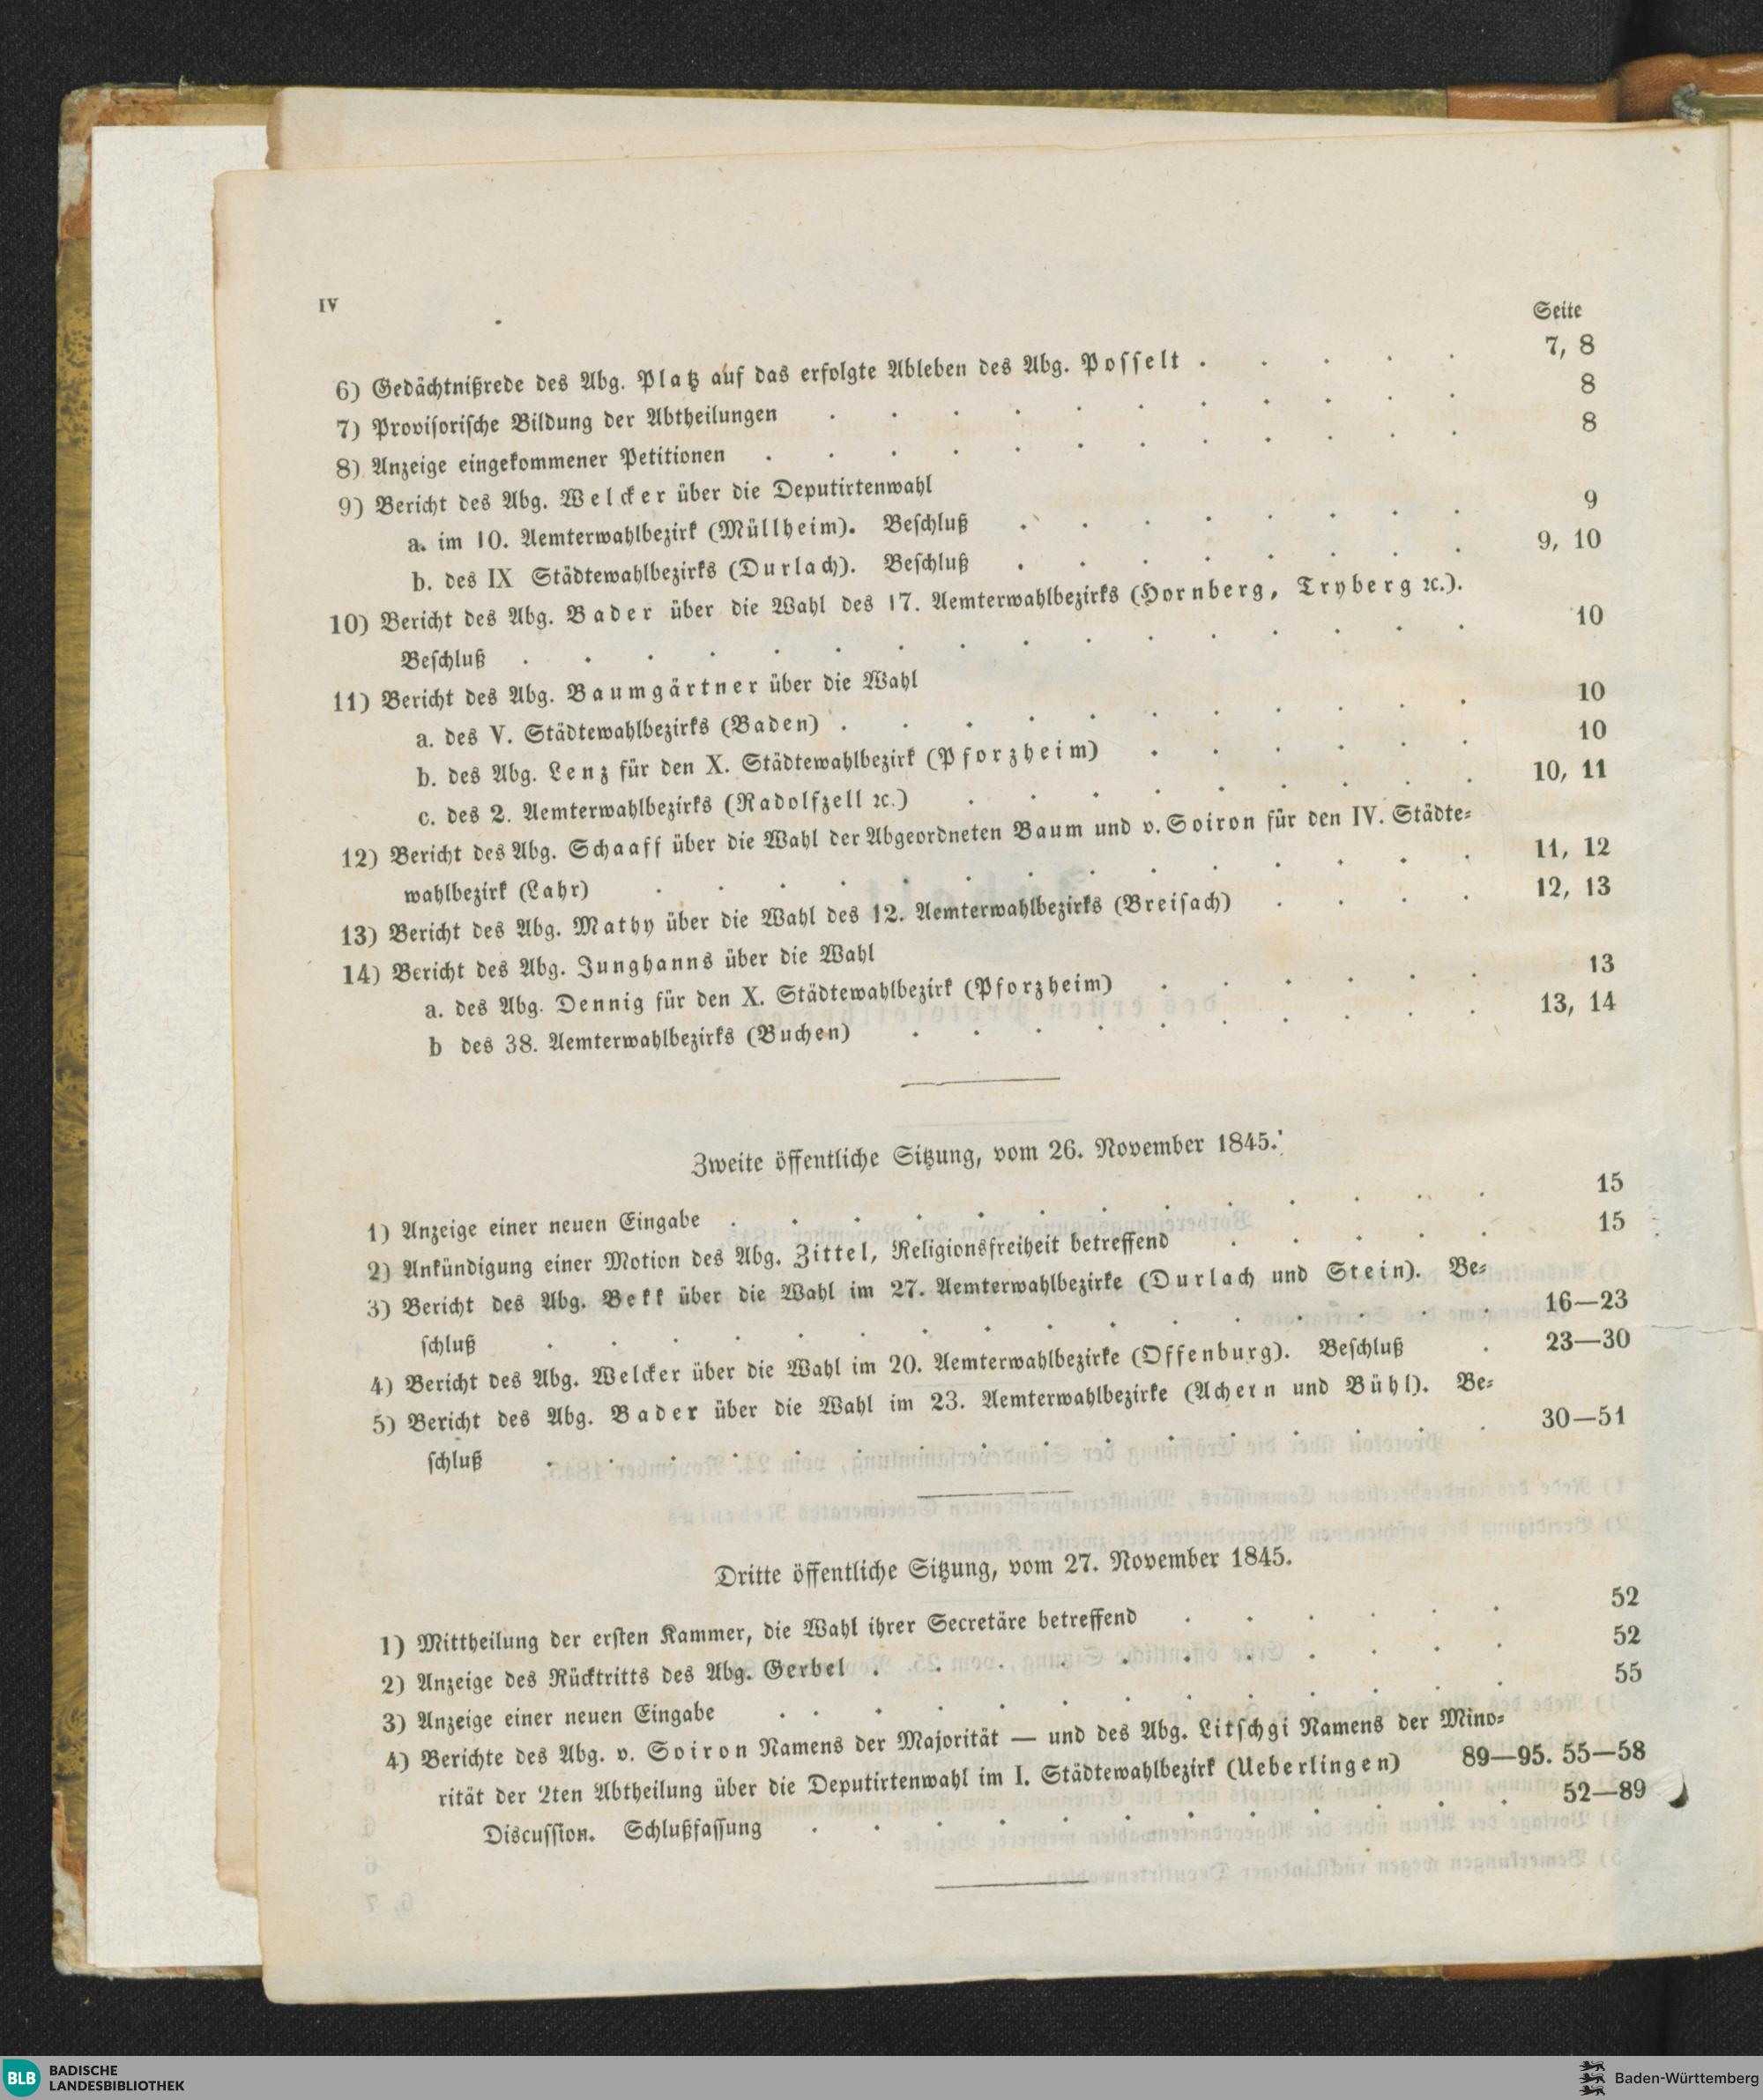 IV
Seite
6) Gedächtnißrede des Abg. Platz auf das erfolgte Ableben des Abg. Posselt . . . . . 7, 8
7) Provisorische Bildung der Abtheilungen . . . . . . . . . . . 8
8) Anzeige eingekommener Petitionen . . . . . . . . . . . . 8
9) Bericht des Abg. Welcker über die Deputirtenwahl
a. im 10. Aemterwahlbezirk (Müllheim). Beschluß . . . . . . . . 9
b. des IX Städtewahlbezirks (Durlach). Beschluß . . . . . . . . 9, 10
10) Bericht des Abg. Bader über die Wahl des 17. Aemterwahlbezirks (Hornberg, Tryberg ꝛc.).
Beschluß . . . . . . . . . . . . . . . . 10
11) Bericht des Abg. Baumgärtner über die Wahl
a. des V. Städtewahlbezirks (Baden) . . . . . . . . . . . 10
b. des Abg. Lenz für den X. Städtewahlbezirk (Pforzheim) . . . . . . 10
c. des 2. Aemterwahlbezirks (Radolfzell ꝛc.) . . . . . . . . . 10, 11
12) Bericht des Abg. Schaaff über die Wahl der Abgeordneten Baum und v. Soiron für den IV. Städte-
wahlbezirk (Lahr) . . . . . . . . . . . . . . 11, 12
13) Bericht des Abg. Mathy über die Wahl des 12. Aemterwahlbezirks (Breisach) . . . . 12, 13
14) Bericht des Abg. Junghanns über die Wahl
a. des Abg. Dennig für den X. Städtewahlbezirk (Pforzheim) . . . . . . 13
b des 38. Aemterwahlbezirks (Buchen) . . . . . . . . . . 13, 14
Zweite öffentliche Sitzung, vom 26. November 1845.
1) Anzeige einer neuen Eingabe . . . . . . . . . . . . . 15
2) Ankündigung einer Motion des Abg. Zittel, Religionsfreiheit betreffend . . . . . 15
3) Bericht des Abg. Bekk über die Wahl im 27. Aemterwahlbezirke (Durlach und Stein). Be-
schluß . . . . . . . . . . . . . . . . 16—23
4) Bericht des Abg. Welcker über die Wahl im 20. Aemterwahlbezirke (Offenburg). Beschluß . 23—30
5) Bericht des Abg. Bader über die Wahl im 23. Aemterwahlbezirke (Achern und Bühl). Be-
schluß . . . . . . . . . . . . . . . . 30—51
Dritte öffentliche Sitzung, vom 27. November 1845.
1) Mittheilung der ersten Kammer, die Wahl ihrer Secretäre betreffend . . . . . . 52
2) Anzeige des Rücktritts des Abg. Gerbel . . . . . . . . . . . 52
3) Anzeige einer neuen Eingabe . . . . . . . . . . . . . 55
4) Berichte des Abg. v. Soiron Namens der Majorität — und des Abg. Litschgi Namens der Mino-
rität der 2ten Abtheilung über die Deputirtenwahl im I. Städtewahlbezirk (Ueberlingen) 89—95. 55—58
Discussion. Schlußfassung . . . . . . . . . . . . 52—89
BLB BADISCHE
LANDESBIBLIOTHEK
Baden-Württemberg